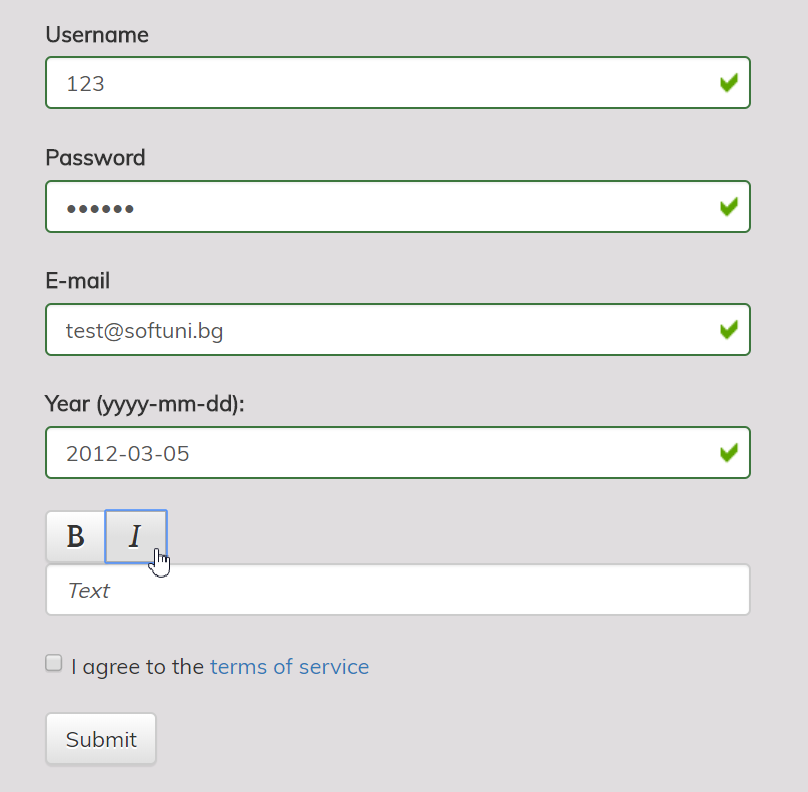 Username
123
Password
••••••
E-mail
test@softuni.bg
Year (yyyy-mm-dd):
2012-03-05
B I
Text
I agree to the terms of service
Submit